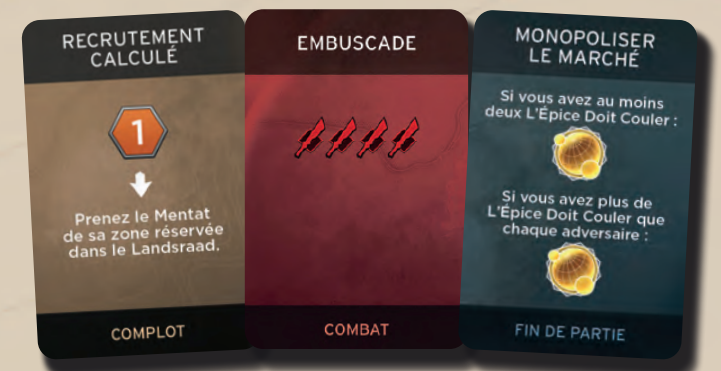 RECRUTEMENT
CALCULÉ
1
Prenez le Mentat
de sa zone réservée
dans le Landsraad.
COMPLOT
EMBUSCADE
COMBAT
MONOPOLISER
LE MARCHÉ
Si vous avez au moins
deux L'Épice Doit Couler :
Si vous avez plus de
L'Épice Doit Couler que
chaque adversaire :
FIN DE PARTIE